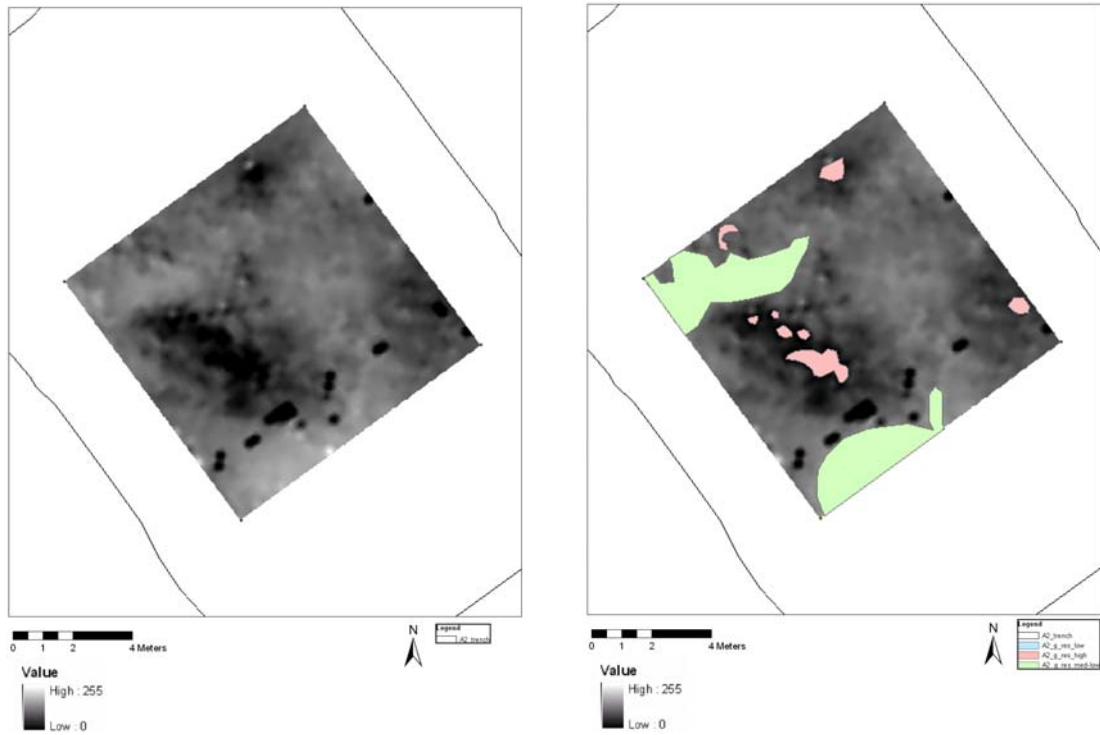 0 1 2 4 Meters
N
Legend
A2_trench
Value
High : 255
Low : 0
0 1 2 4 Meters
N
Legend
A2_trench
A2_g_res_low
A2_g_res_high
A2_g_res_med-low
Value
High : 255
Low : 0